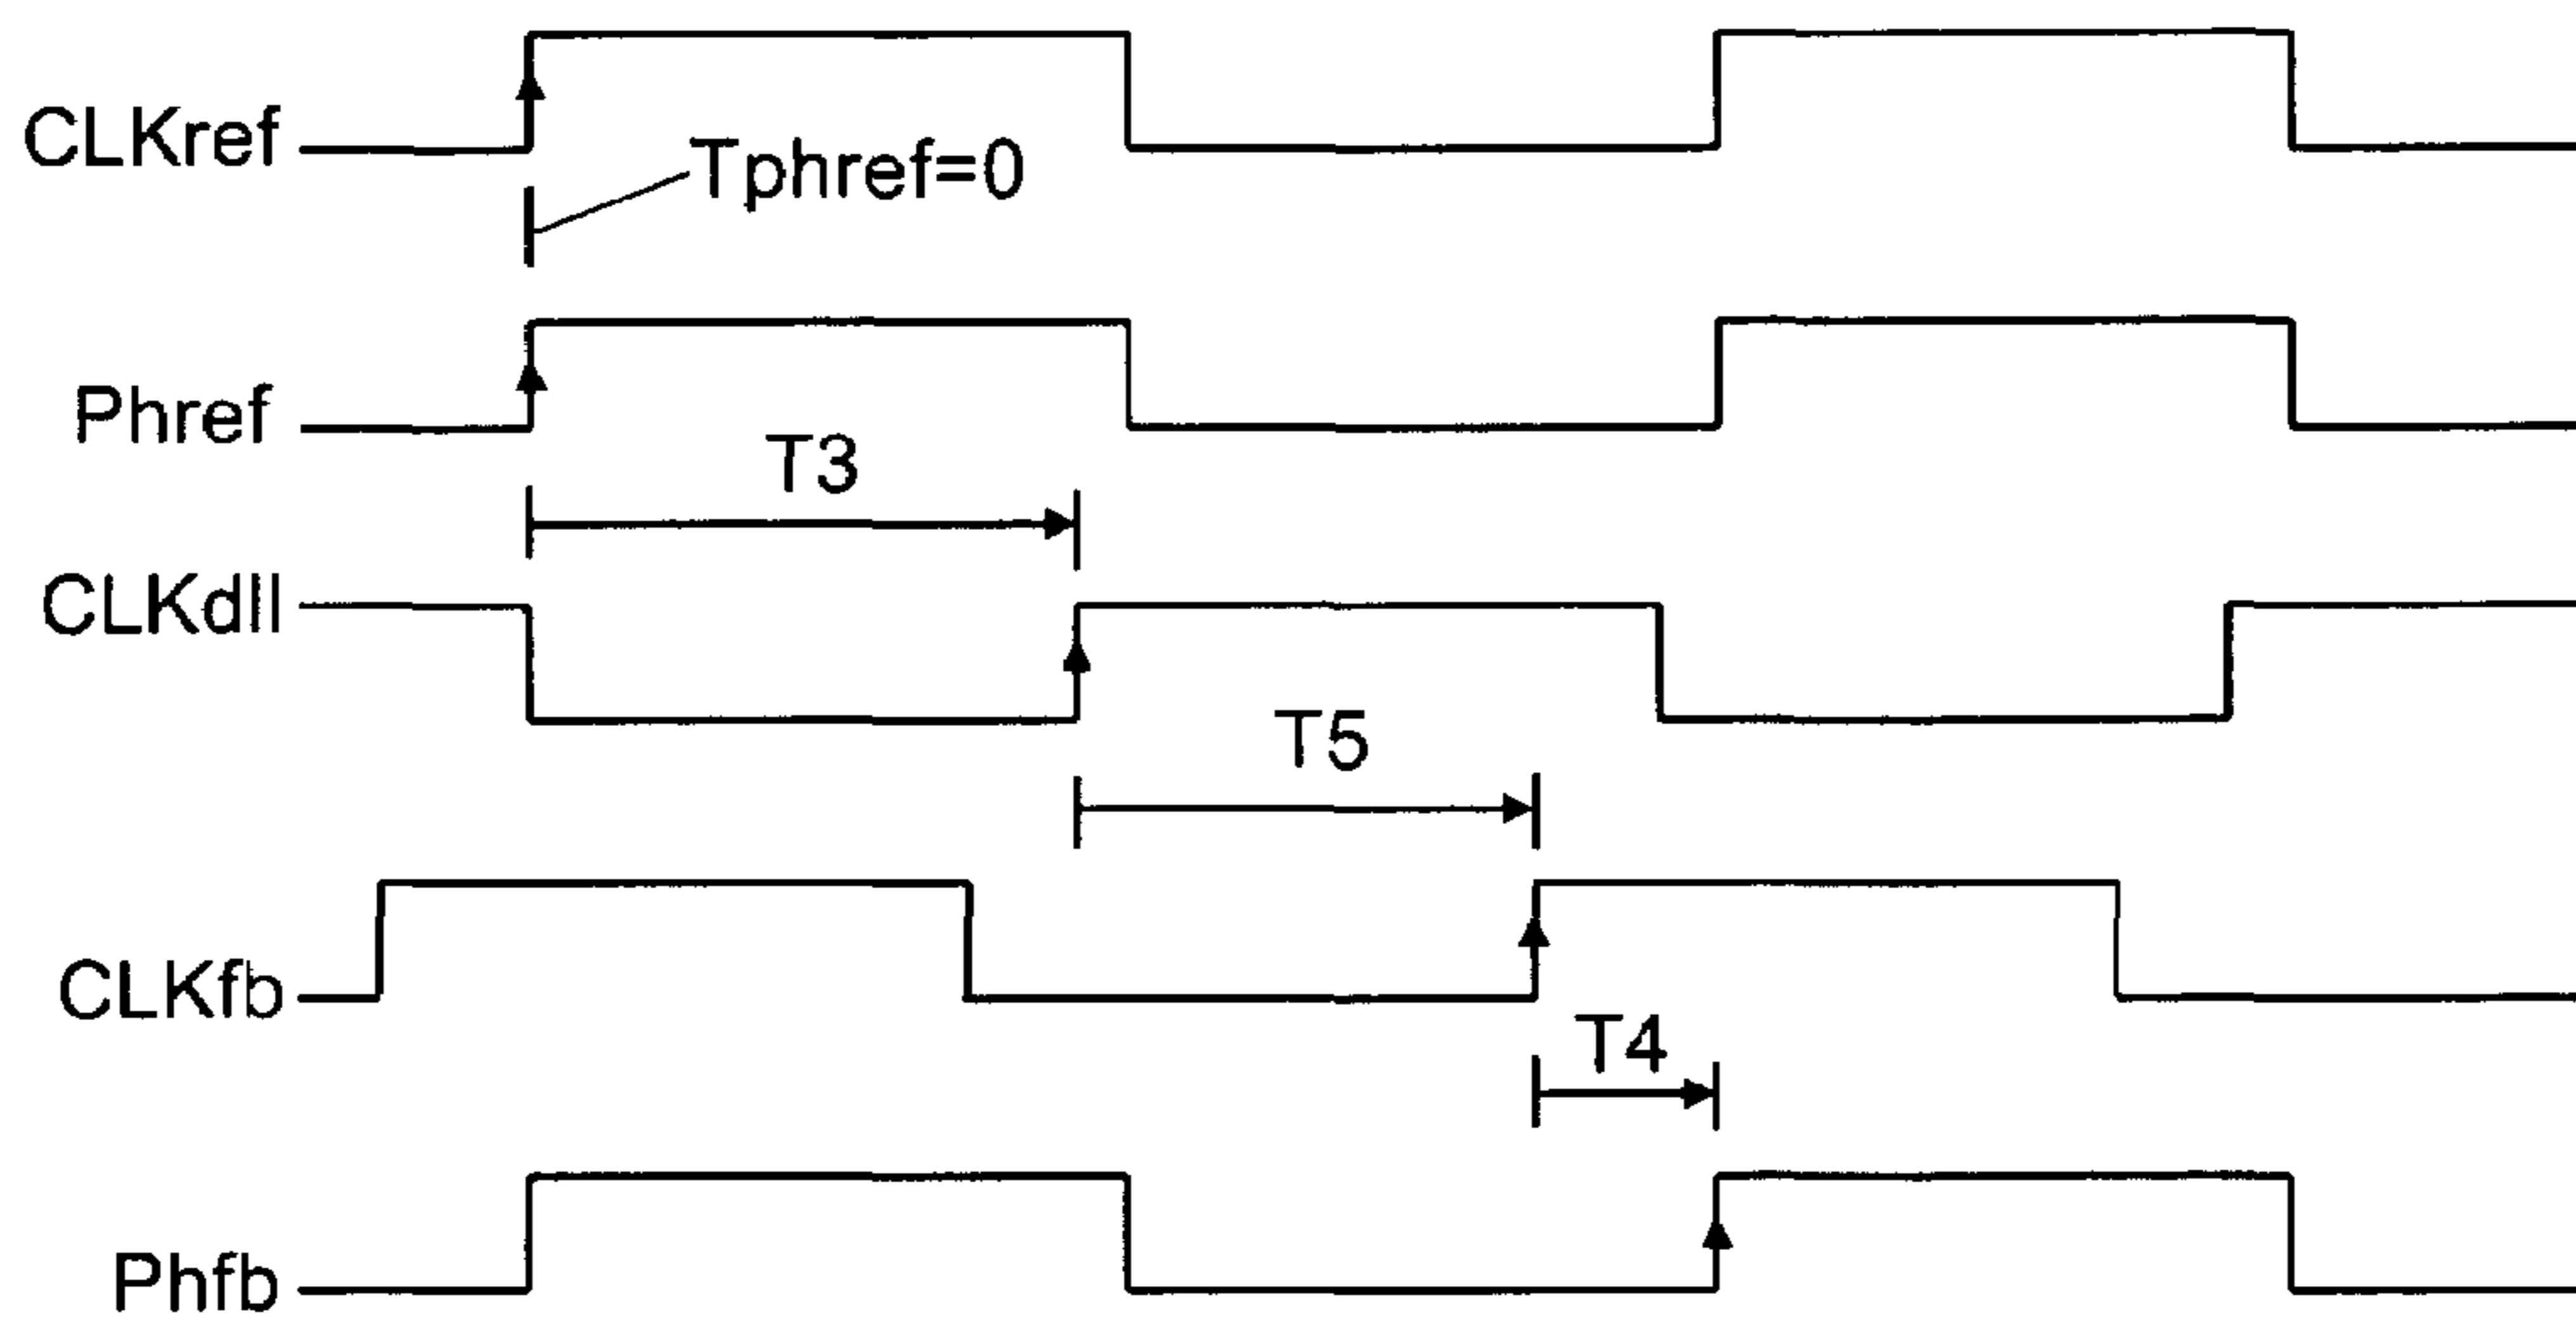 CLKref
Tphref=0
Phref
T3
CLKdll
T5
CLKfb
T4
Phfb